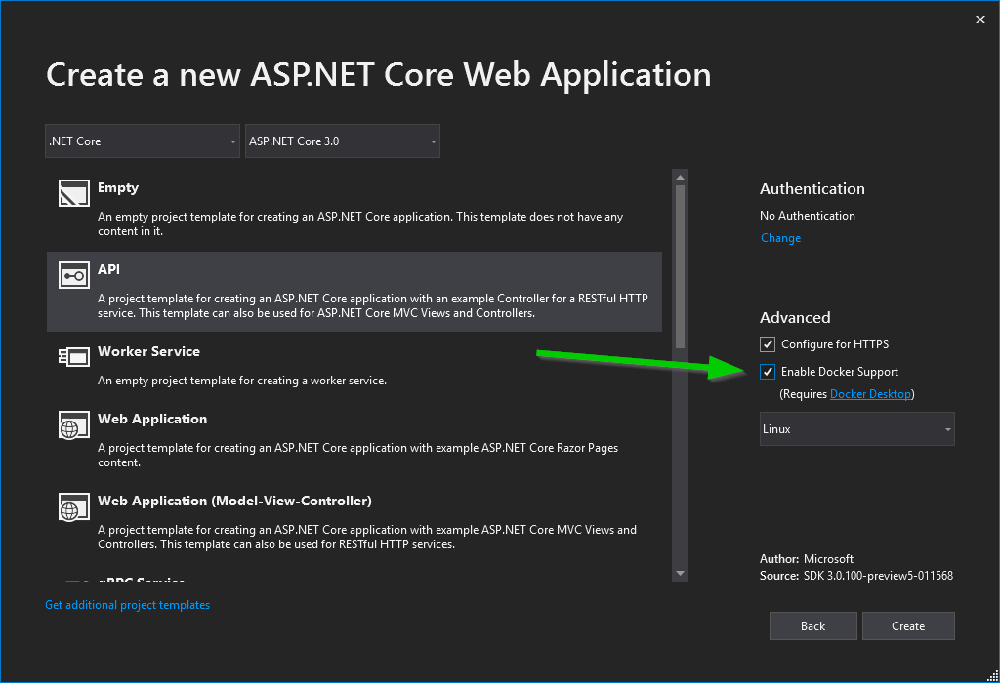 Create a new ASP.NET Core Web Application
.NET Core
ASP.NET Core 3.0
Empty
An empty project template for creating an ASP.NET Core application. This template does not have any
content in it.
API
A project template for creating an ASP.NET Core application with an example Controller for a RESTful HTTP
service. This template can also be used for ASP.NET Core MVC Views and Controllers.
Worker Service
An empty project template for creating a worker service.
Web Application
A project template for creating an ASP.NET Core application with example ASP.NET Core Razor Pages
content.
Web Application (Model-View-Controller)
A project template for creating an ASP.NET Core application with example ASP.NET Core MVC Views and
Controllers. This template can also be used for RESTful HTTP services.
gRPC Service
Get additional project templates
Authentication
No Authentication
Change
Advanced
Configure for HTTPS
Enable Docker Support
(Requires Docker Desktop)
Linux
Author: Microsoft
Source: SDK 3.0.100-preview5-011568
Back
Create